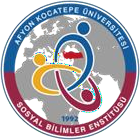 AFYON KOCATEPE ÜNİVERSİTESİ
1992
SOSYAL BİLİMLER ENSTİTÜSÜ